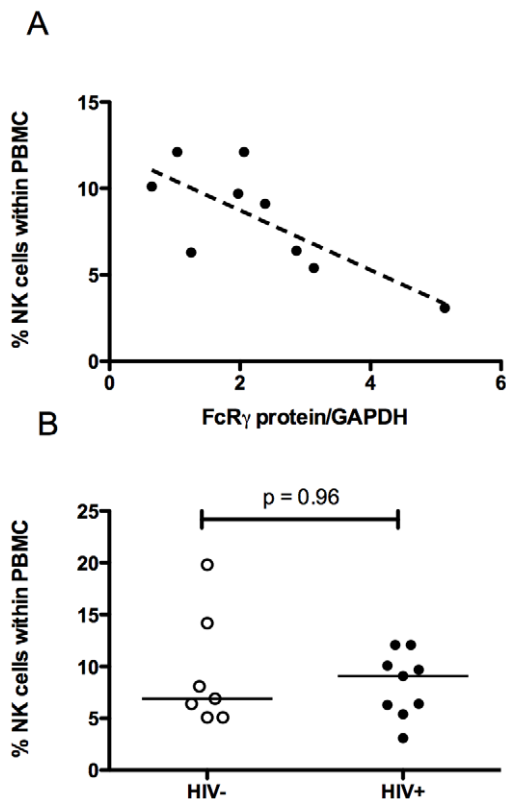 A
% NK cells within PBMC
15
10
5
0
0 2 4 6
FcRγ protein/GAPDH
B
p = 0.96
% NK cells within PBMC
25
20
15
10
5
0
HIV- HIV+